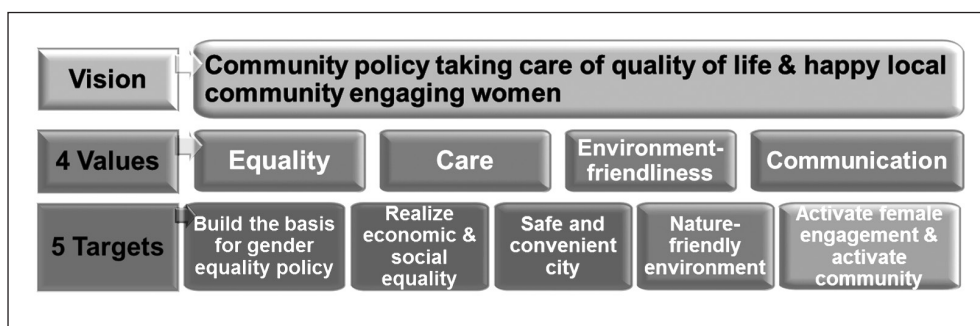 Vision
Community policy taking care of quality of life & happy local
community engaging women
4 Values
Equality
Care
Environment-
friendliness
Communication
5 Targets
Build the basis
for gender
equality policy
Realize
economic &
social
equality
Safe and
convenient
city
Nature-
friendly
environment
Activate female
engagement &
activate
community